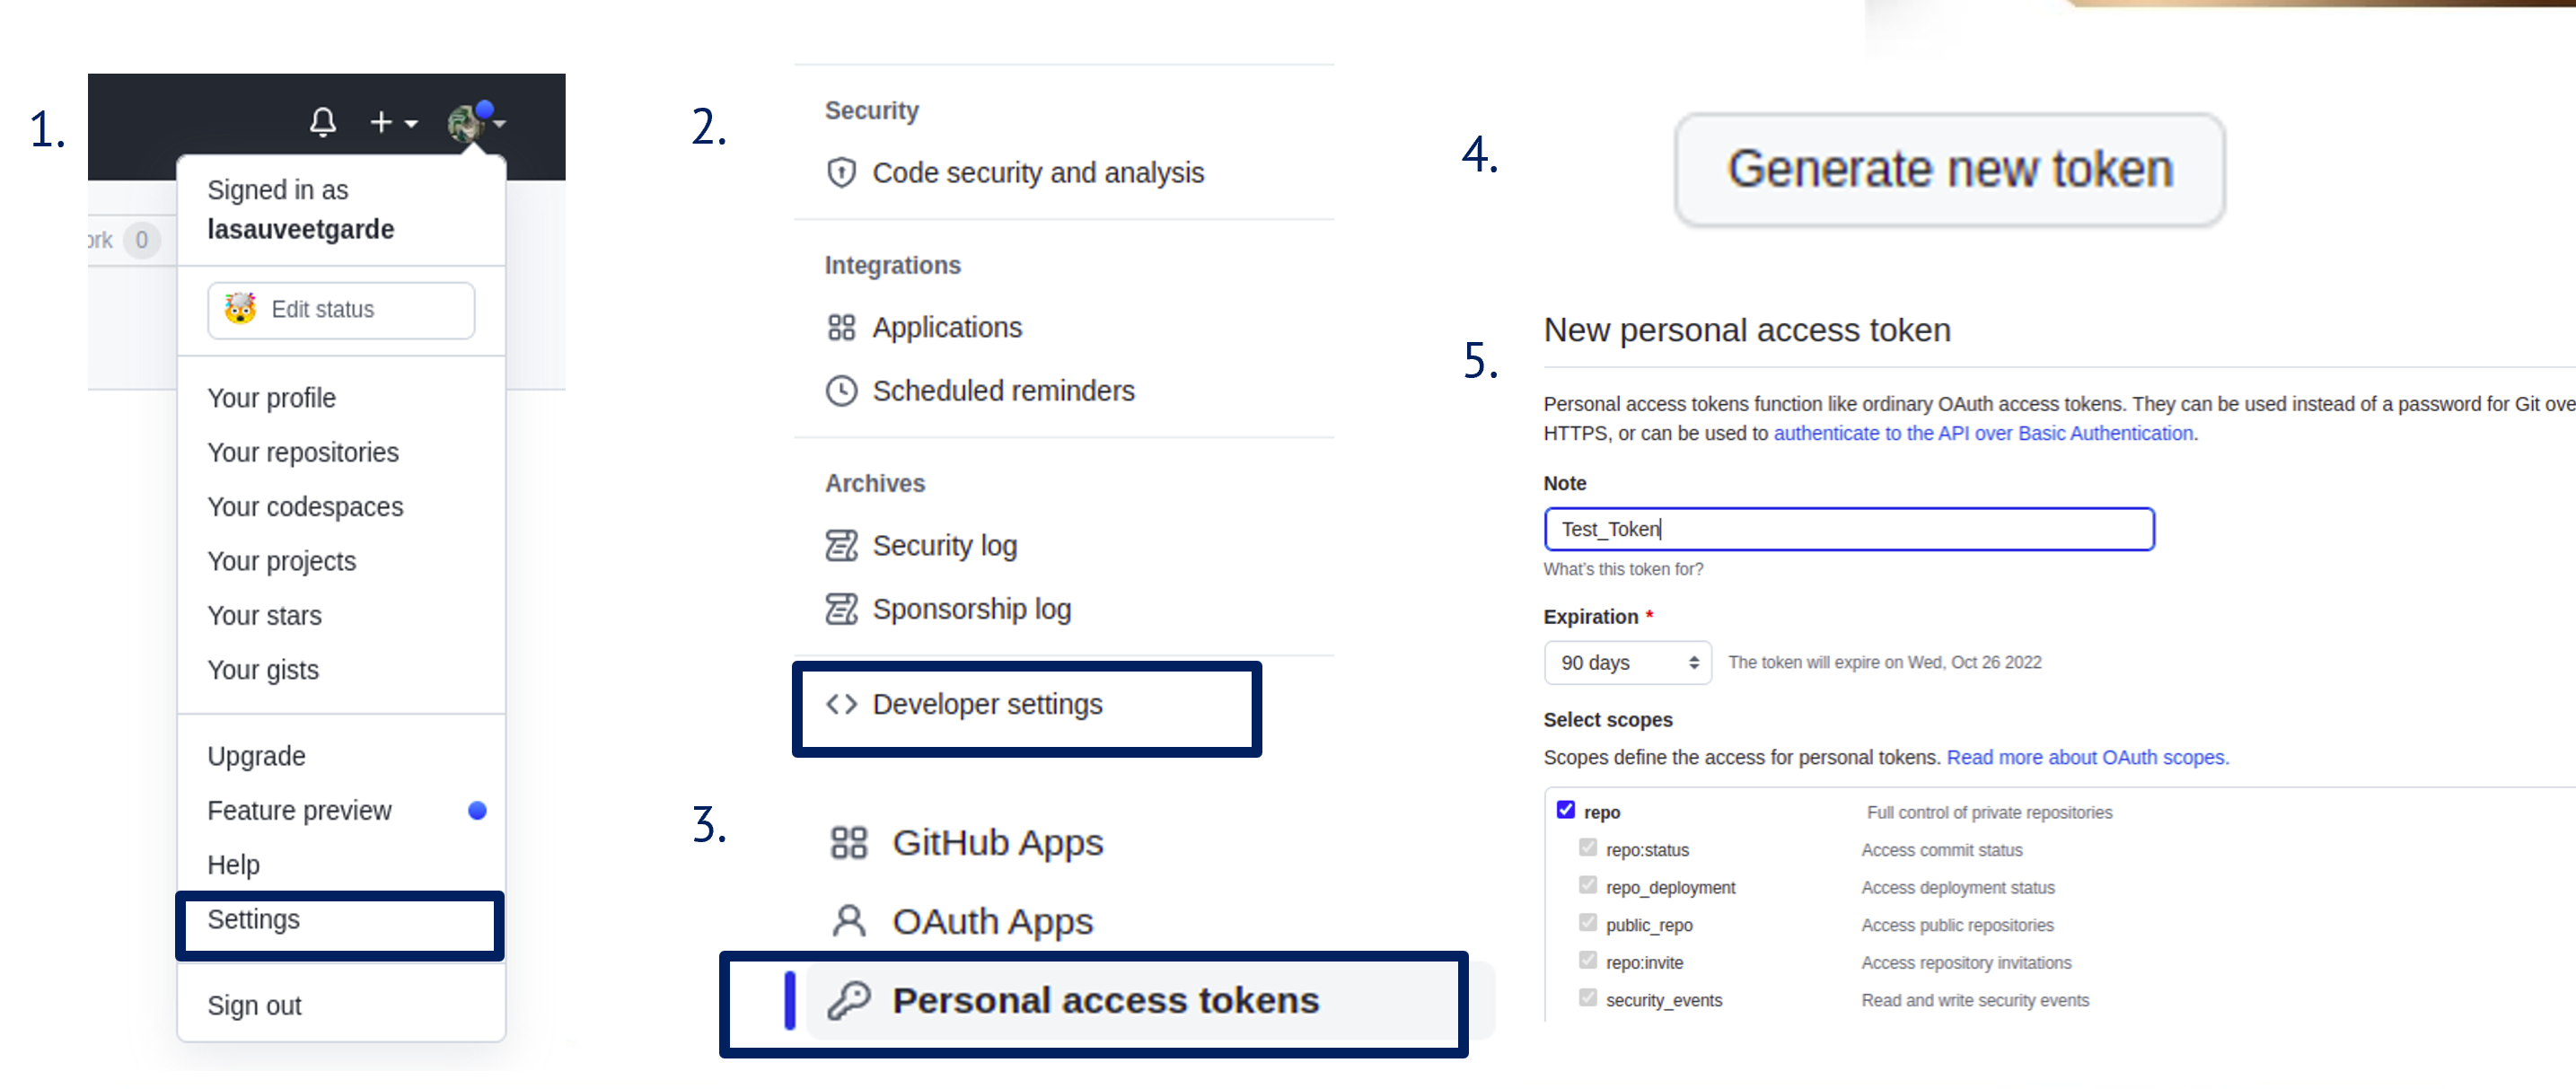 1.
Signed in as
lasauveetgarde
ork 0
Edit status
Your profile
Your repositories
Your codespaces
Your projects
Your stars
Your gists
Upgrade
Feature preview
Help
Settings
Sign out
2.
Security
Code security and analysis
Integrations
Applications
Scheduled reminders
Archives
Security log
Sponsorship log
Developer settings
3.
GitHub Apps
OAuth Apps
Personal access tokens
4.
Generate new token
5.
New personal access token
Personal access tokens function like ordinary OAuth access tokens. They can be used instead of a password for Git ove
HTTPS, or can be used to authenticate to the API over Basic Authentication.
Note
Test_Token
What's this token for?
Expiration *
90 days The token will expire on Wed, Oct 26 2022
Select scopes
Scopes define the access for personal tokens. Read more about OAuth scopes.
repo Full control of private repositories
repo:status Access commit status
repo_deployment Access deployment status
public_repo Access public repositories
repo:invite Access repository invitations
security_events Read and write security events